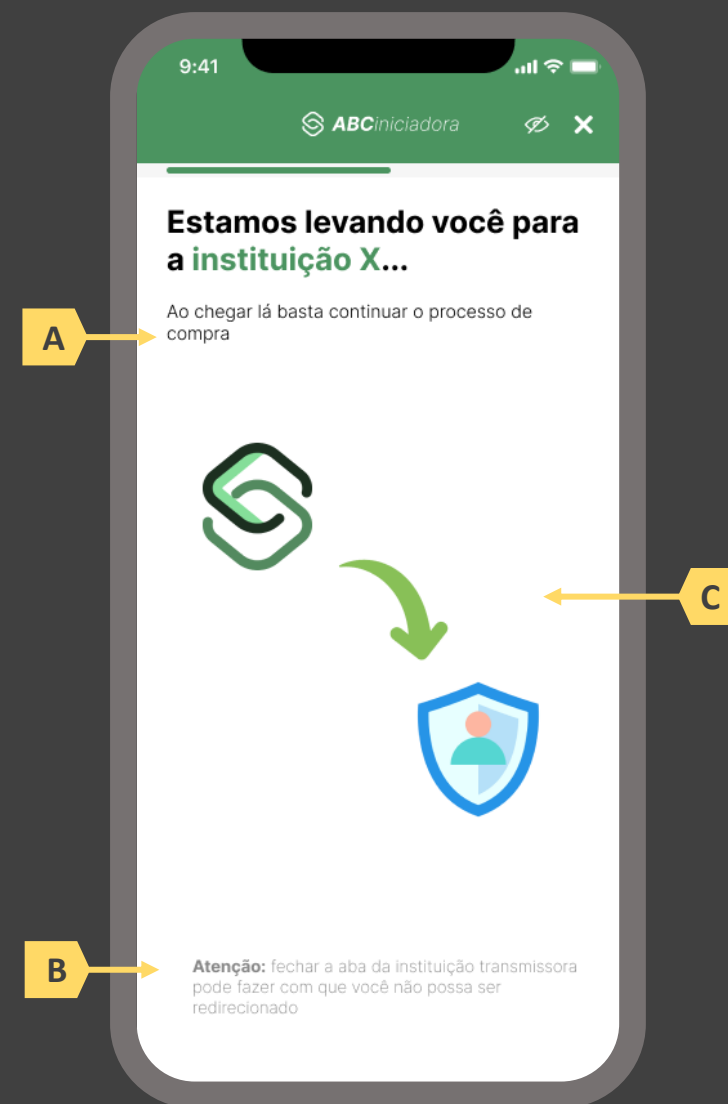 9:41
ABCiniciadora
Estamos levando você para
a instituição X...
Ao chegar lá basta continuar o processo de
compra
A
C
B
Atenção: fechar a aba da instituição transmissora
pode fazer com que você não possa ser
redirecionado